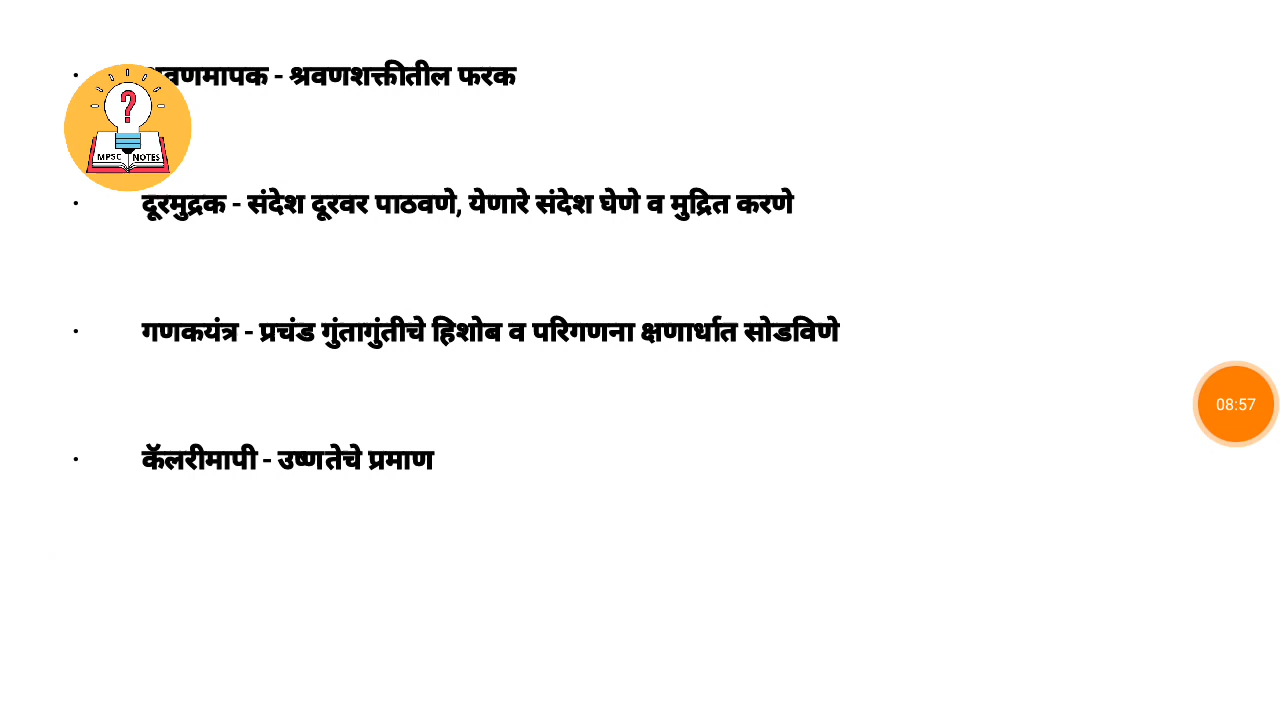 श्रवणमापक - श्रवणशक्तीतील फरक
?
MPSC NOTES
दूरमुद्रक - संदेश दूरवर पाठवणे, येणारे संदेश घेणे व मुद्रित करणे
गणकयंत्र - प्रचंड गुंतागुंतीचे हिशोब व परिगणना क्षणार्धात सोडविणे
08:57
कॅलरीमापी - उष्णतेचे प्रमाण